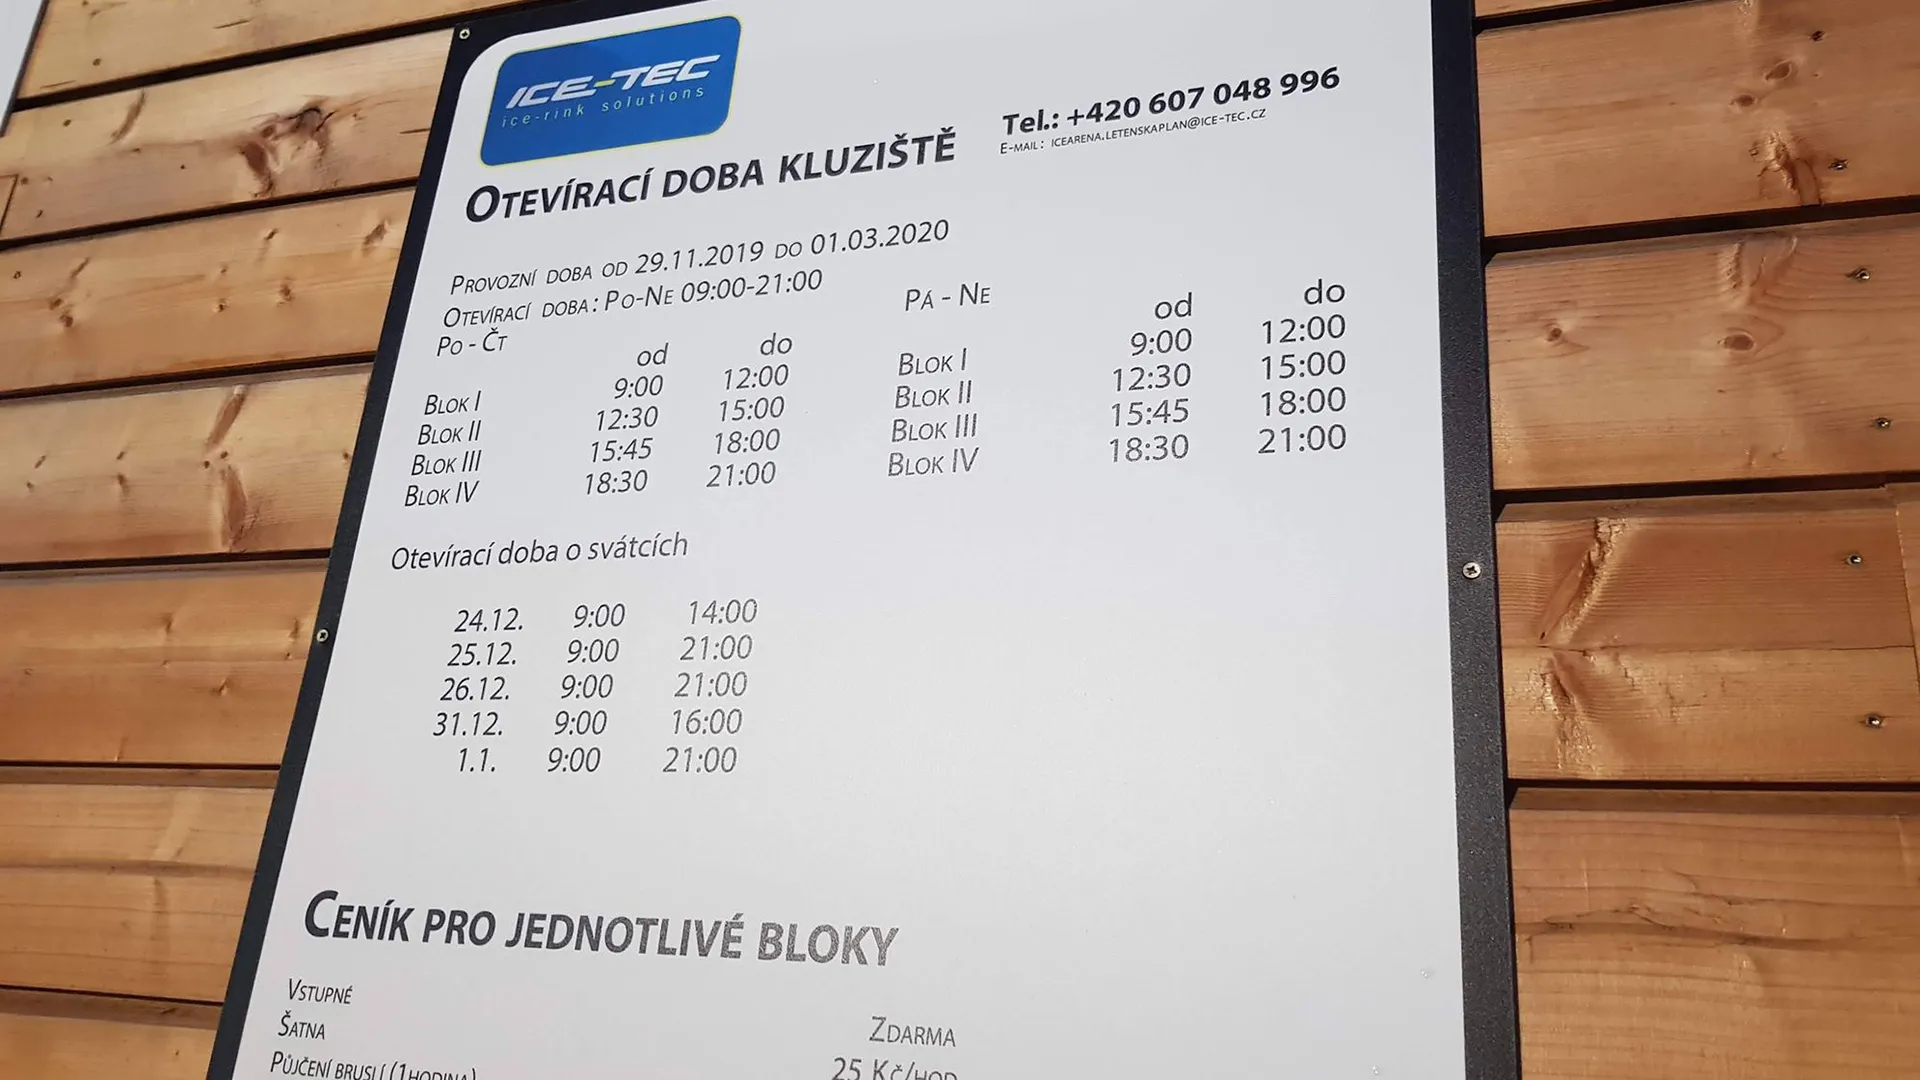 ICE-TEC
ice-rink solutions
Tel.: +420 607 048 996
E-mail: icearena.letenskaplan@ice-tec.cz
Otevírací doba kluziště
Provozní doba od 29.11.2019 do 01.03.2020
Otevírací doba: Po-Ne 09:00-21:00
Po - Čt
od do
Blok I 9:00 12:00
Blok II 12:30 15:00
Blok III 15:45 18:00
Blok IV 18:30 21:00
Pá - Ne
od do
Blok I 9:00 12:00
Blok II 12:30 15:00
Blok III 15:45 18:00
Blok IV 18:30 21:00
Otevírací doba o svátcích
24.12. 9:00 14:00
25.12. 9:00 21:00
26.12. 9:00 21:00
31.12. 9:00 16:00
1.1. 9:00 21:00
Ceník pro jednotlivé bloky
Vstupné Zdarma
Šatna 25 Kč/hod
Půjčení bruslí (1hodina)